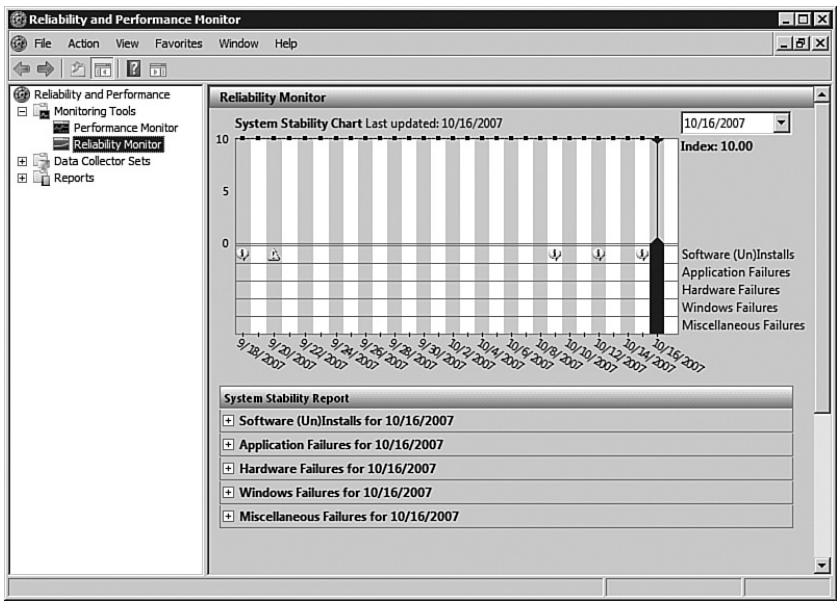 Reliability and Performance Monitor
File Action View Favorites Window Help
Reliability and Performance
Monitoring Tools
Performance Monitor
Reliability Monitor
Data Collector Sets
Reports
Reliability Monitor
System Stability Chart Last updated: 10/16/2007
10/16/2007
Index: 10.00
10
5
0
Software (Un)Installs
Application Failures
Hardware Failures
Windows Failures
Miscellaneous Failures
9/18/2007 9/20/2007 9/22/2007 9/24/2007 9/26/2007 9/28/2007 9/30/2007 10/2/2007 10/4/2007 10/6/2007 10/8/2007 10/10/2007 10/12/2007 10/14/2007 10/16/2007
System Stability Report
Software (Un)Installs for 10/16/2007
Application Failures for 10/16/2007
Hardware Failures for 10/16/2007
Windows Failures for 10/16/2007
Miscellaneous Failures for 10/16/2007